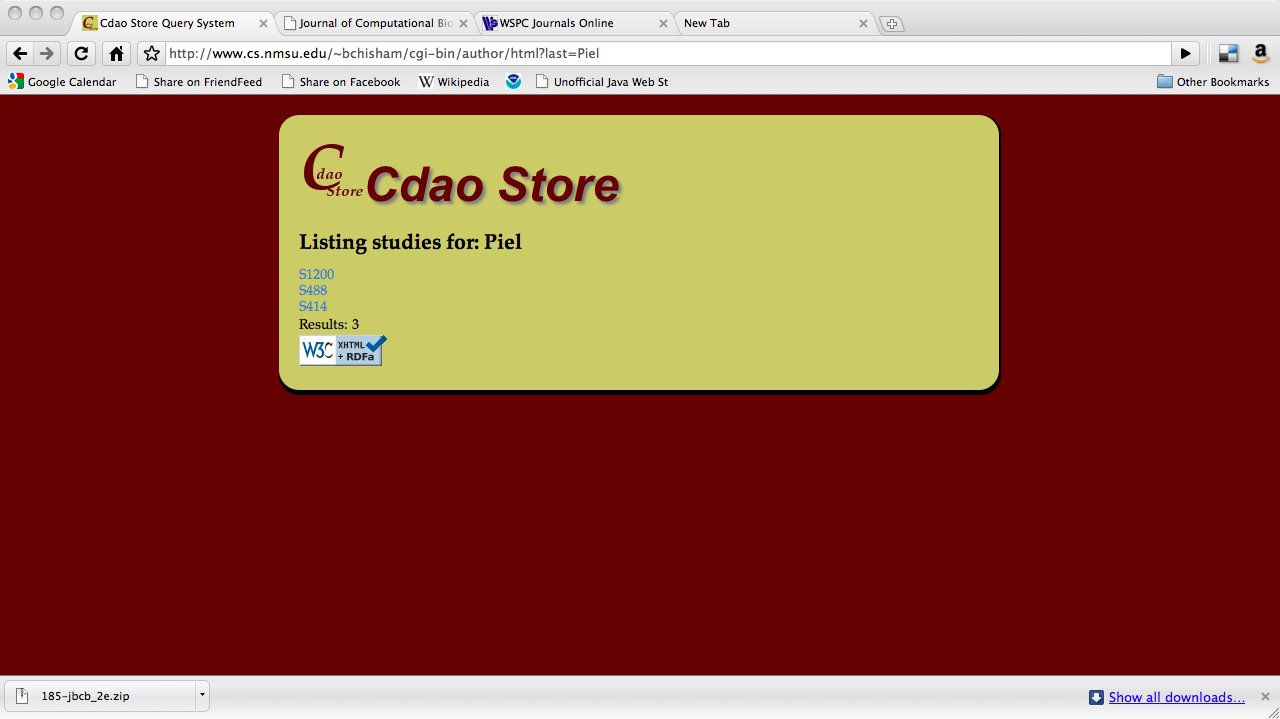 Cdao Store Query System
Journal of Computational Bio
WSPC Journals Online
New Tab
http://www.cs.nmsu.edu/~bchisham/cgi-bin/author/html?last=Piel
Google Calendar
Share on FriendFeed
Share on Facebook
W Wikipedia
Unofficial Java Web St
Other Bookmarks
Cdao Store
Cdao Store
Listing studies for: Piel
S1200
S488
S414
Results: 3
W3C XHTML + RDFa
185-jbcb_2e.zip
Show all downloads...